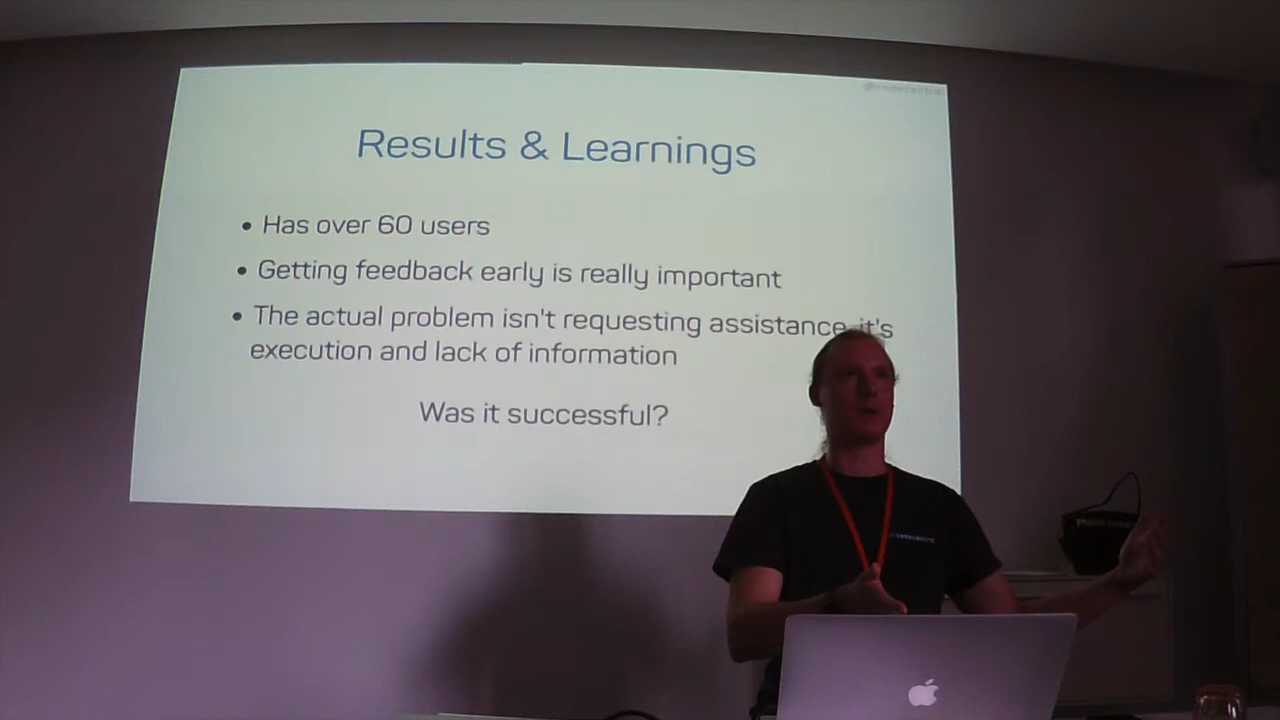 Results & Learnings
• Has over 60 users
• Getting feedback early is really important
• The actual problem isn't requesting assistance, it's
execution and lack of information
Was it successful?
codecentric